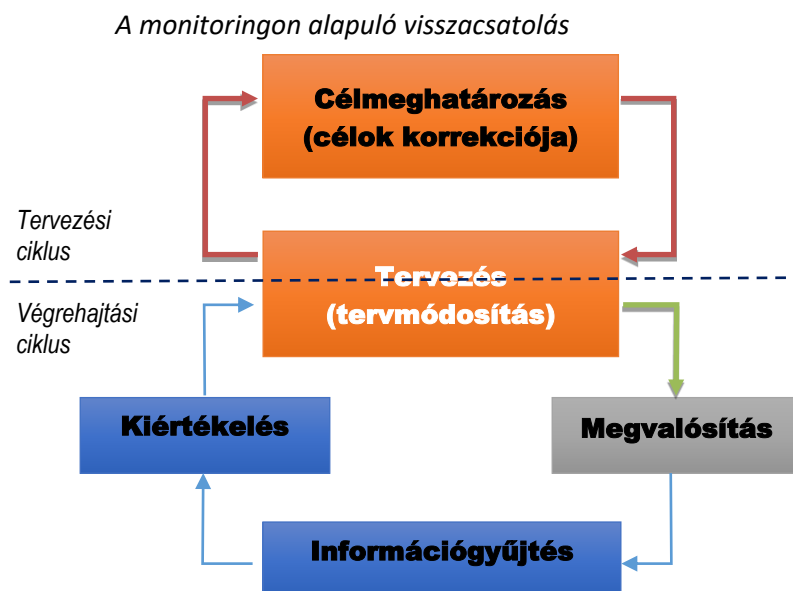 A monitoringon alapuló visszacsatolás
Célmeghatározás
(célok korrekciója)
Tervezési
ciklus
Tervezés
(tervmódosítás)
Végrehajtási
ciklus
Kiértékelés
Megvalósítás
Információgyűjtés